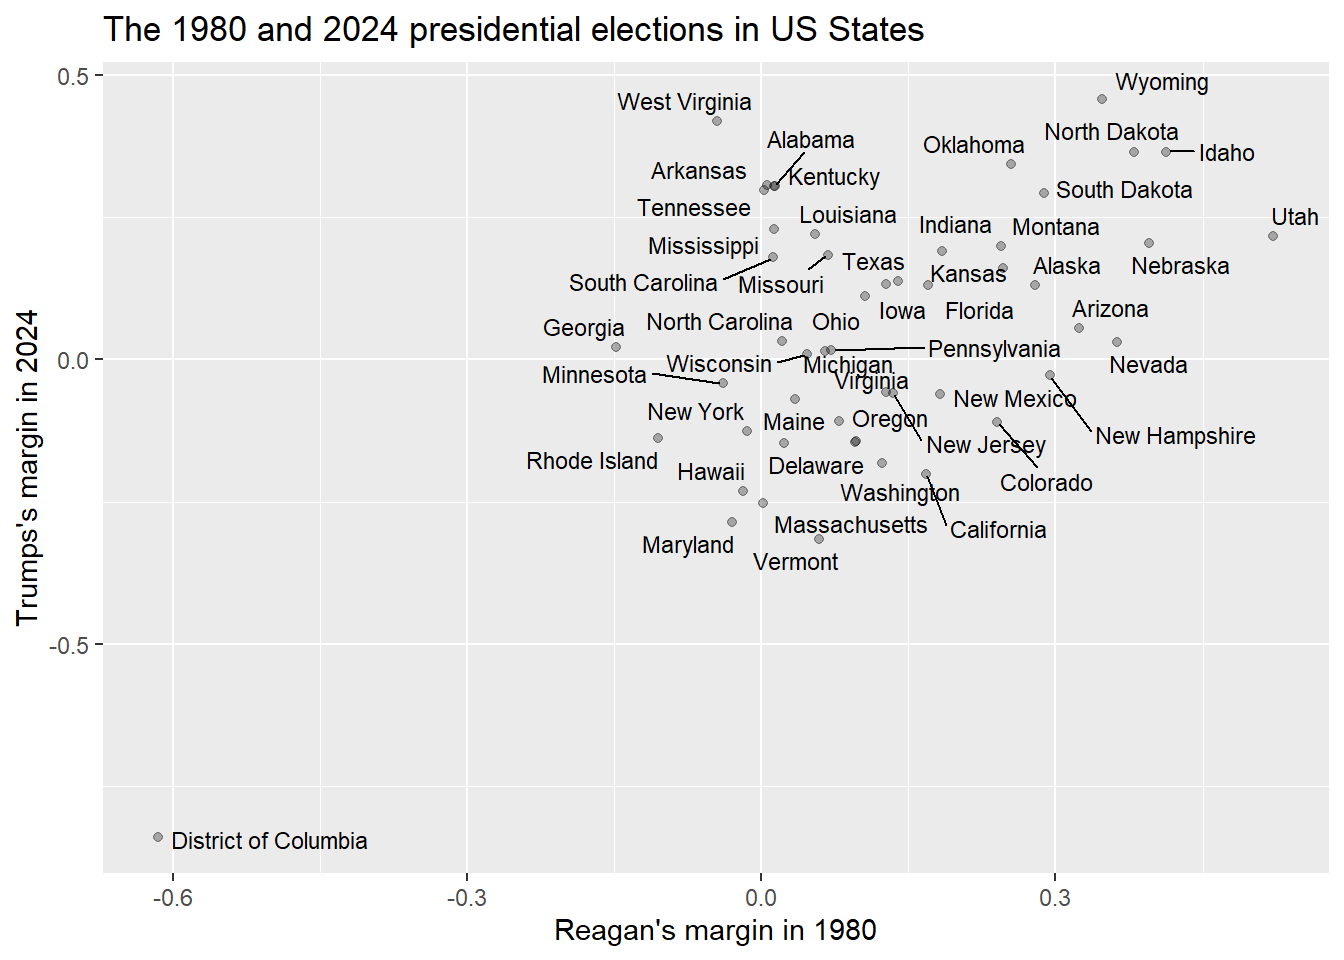 The 1980 and 2024 presidential elections in US States
0.5
0.0
-0.5
Trumps's margin in 2024
Wyoming
West Virginia
North Dakota
Alabama
Oklahoma
Idaho
Arkansas
Kentucky
South Dakota
Tennessee
Louisiana
Utah
Indiana
Montana
Mississippi
Texas
Alaska
Nebraska
Kansas
South Carolina
Missouri
Arizona
Iowa
Florida
North Carolina
Ohio
Georgia
Pennsylvania
Wisconsin
Michigan
Nevada
Minnesota
Virginia
New Mexico
New York
Maine
Oregon
New Hampshire
New Jersey
Rhode Island
Delaware
Hawaii
Colorado
Washington
Massachusetts
California
Maryland
Vermont
District of Columbia
-0.6
-0.3
0.0
0.3
Reagan's margin in 1980